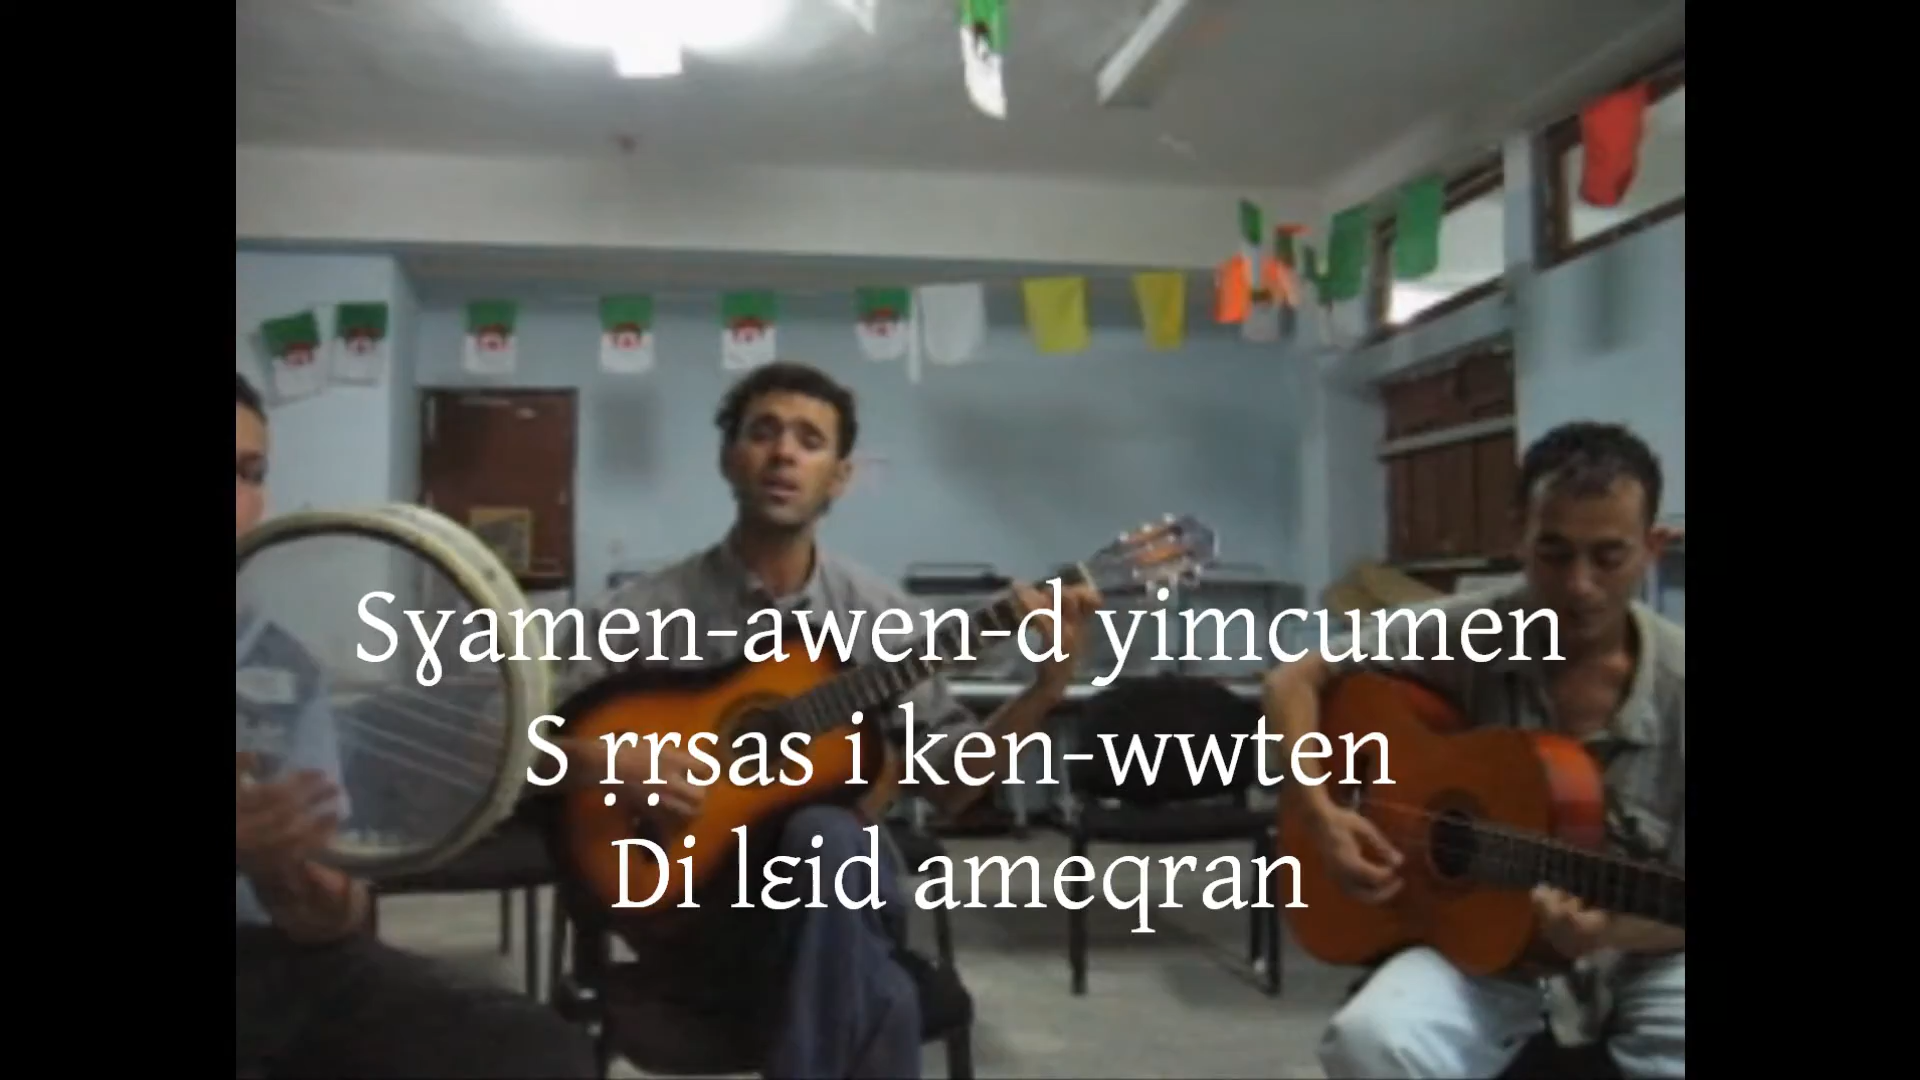 Sɣamen-awen-d yimcumen
S ṛṛsas i ken-wwten
Di lɛid ameqran